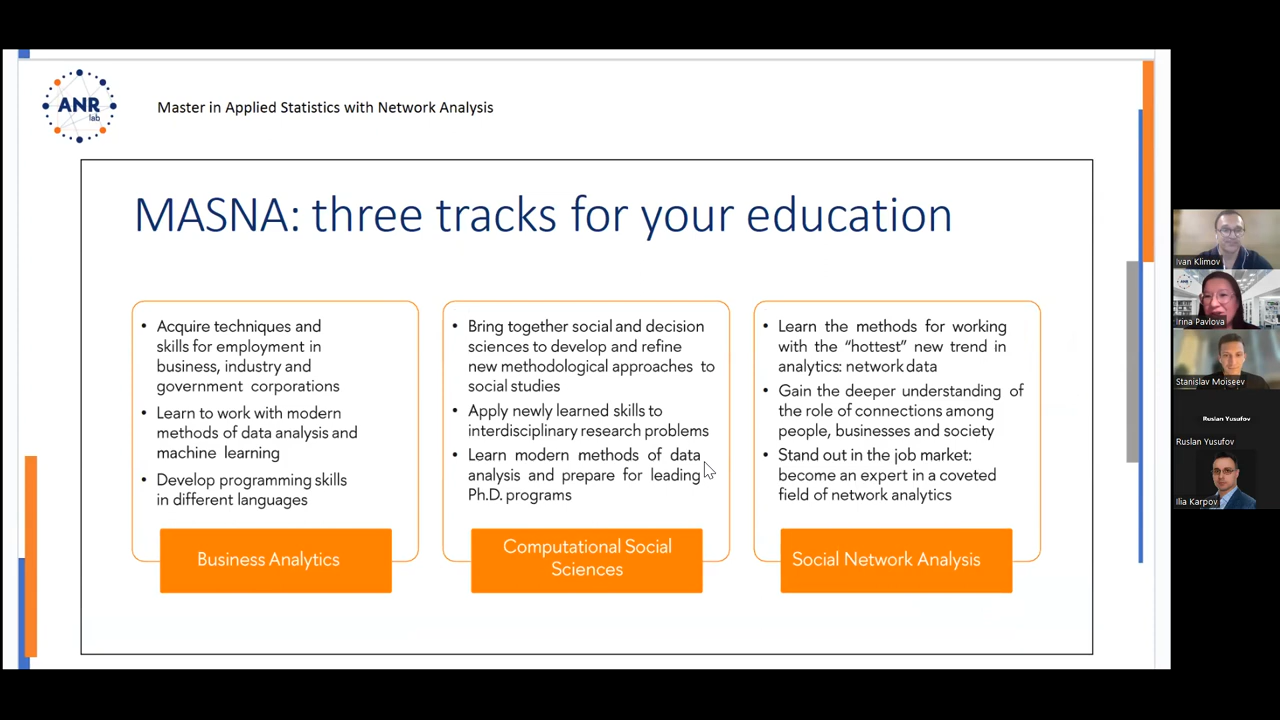 ANR
lab
Master in Applied Statistics with Network Analysis
MASNA: three tracks for your education
• Acquire techniques and
skills for employment in
business, industry and
government corporations
• Learn to work with modern
methods of data analysis and
machine learning
• Develop programming skills
in different languages
Business Analytics
• Bring together social and decision
sciences to develop and refine
new methodological approaches to
social studies
• Apply newly learned skills to
interdisciplinary research problems
• Learn modern methods of data
analysis and prepare for leading
Ph.D. programs
Computational Social
Sciences
• Learn the methods for working
with the “hottest” new trend in
analytics: network data
• Gain the deeper understanding of
the role of connections among
people, businesses and society
• Stand out in the job market:
become an expert in a coveted
field of network analytics
Social Network Analysis
Ivan Klimov
ANR
Irina Pavlova
Stanislav Moiseev
Ruslan Yusufov
Ruslan Yusufov
Ilia Karpov